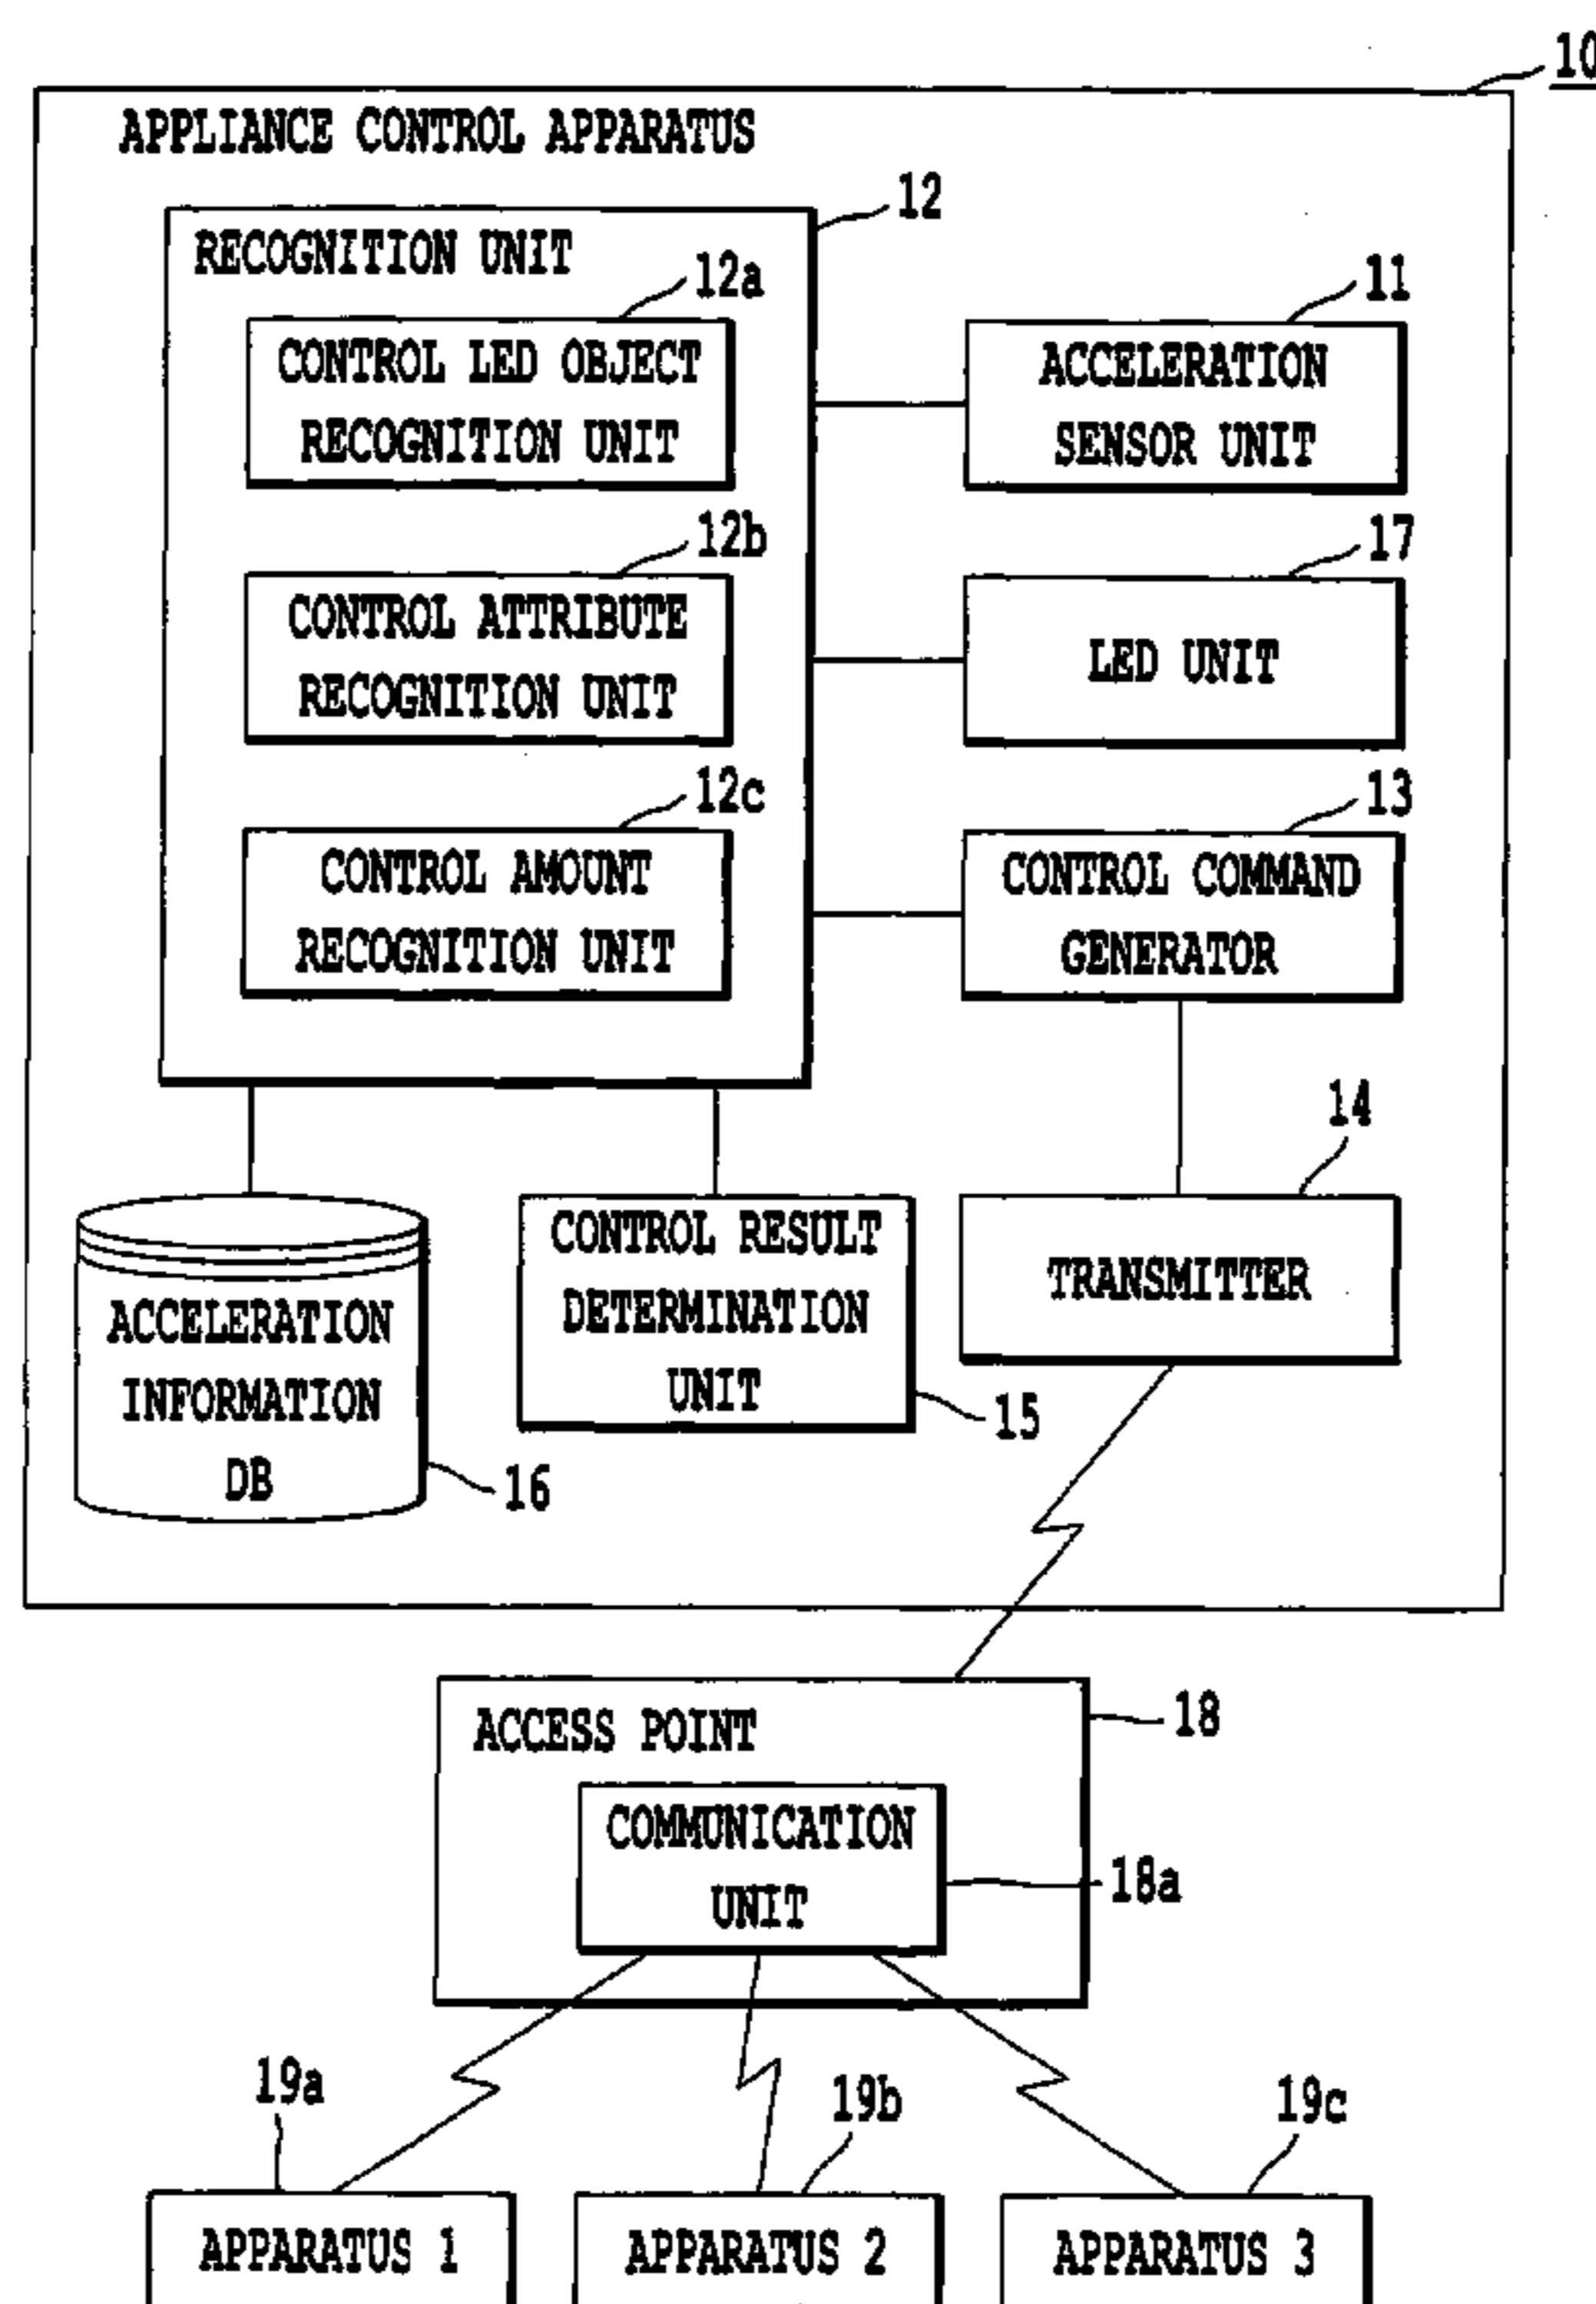 10
APPLIANCE CONTROL APPARATUS
12
RECOGNITION UNIT
12a
CONTROL LED OBJECT
RECOGNITION UNIT
11
ACCELERATION
SENSOR UNIT
12b
CONTROL ATTRIBUTE
RECOGNITION UNIT
17
LED UNIT
12c
CONTROL AMOUNT
RECOGNITION UNIT
13
CONTROL COMMAND
GENERATOR
14
ACCELERATION
INFORMATION
DB
16
CONTROL RESULT
DETERMINATION
UNIT
15
TRANSMITTER
ACCESS POINT
18
COMMUNICATION
UNIT
18a
19a
19b
19c
APPARATUS 1
APPARATUS 2
APPARATUS 3